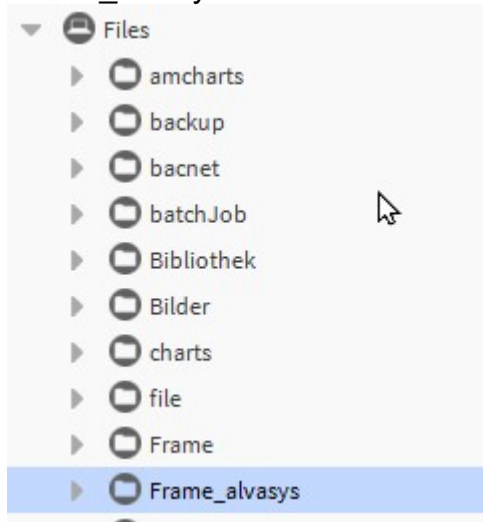 Files
amcharts
backup
bacnet
batchJob
Bibliothek
Bilder
charts
file
Frame
Frame_alvasys